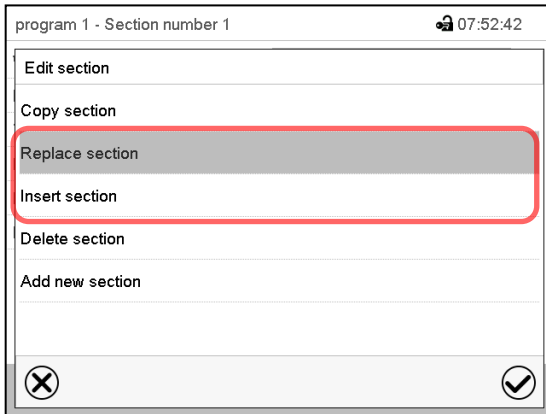 program 1 - Section number 1 07:52:42
Edit section
Copy section
Replace section
Insert section
Delete section
Add new section